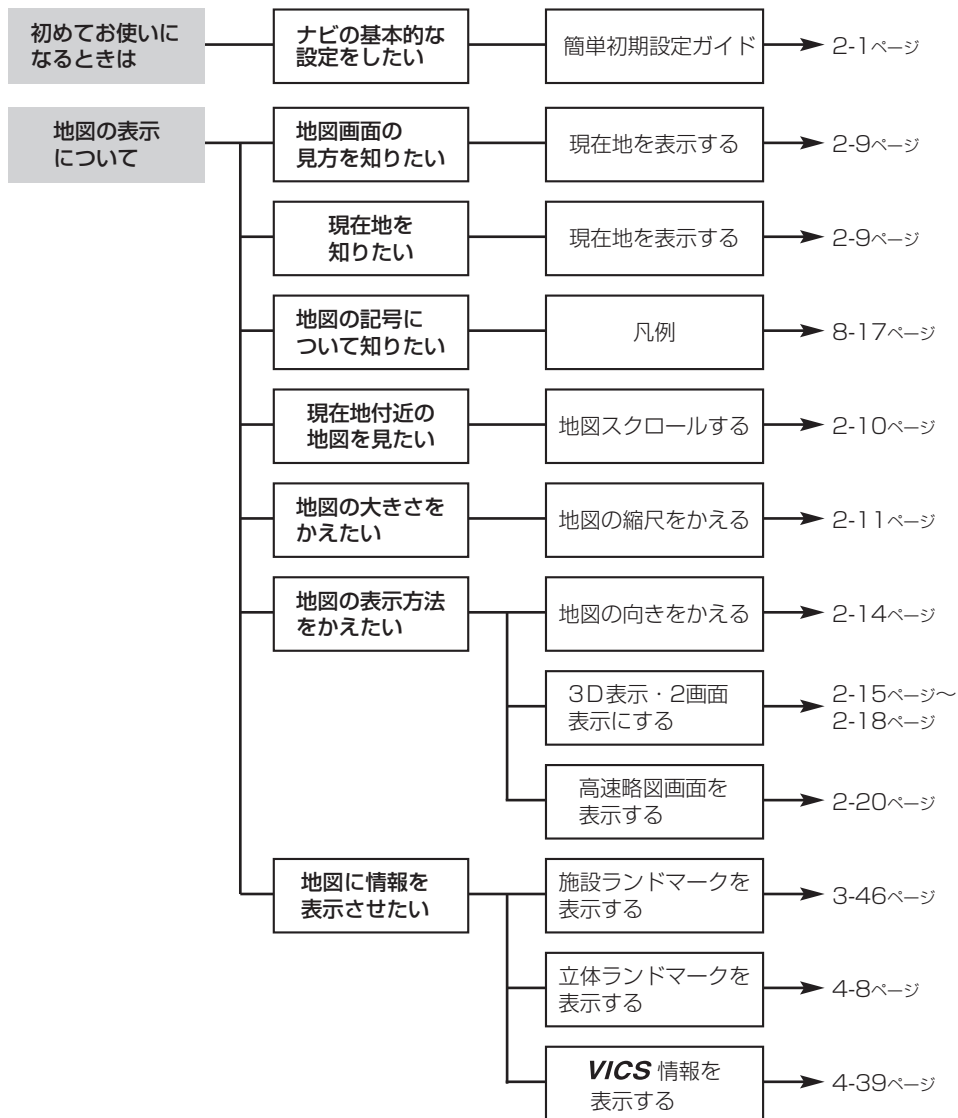 初めてお使いに
なるときは
ナビの基本的な
設定をしたい
簡単初期設定ガイド
2-1ページ
地図の表示
について
地図画面の
見方を知りたい
現在地を表示する
2-9ページ
現在地を
知りたい
現在地を表示する
2-9ページ
地図の記号に
ついて知りたい
凡例
8-17ページ
現在地付近の
地図を見たい
地図スクロールする
2-10ページ
地図の大きさを
かえたい
地図の縮尺をかえる
2-11ページ
地図の表示方法
をかえたい
地図の向きをかえる
2-14ページ
3D表示・2画面
表示にする
2-15ページ〜
2-18ページ
高速略図画面を
表示する
2-20ページ
地図に情報を
表示させたい
施設ランドマークを
表示する
3-46ページ
立体ランドマークを
表示する
4-8ページ
VICS 情報を
表示する
4-39ページ